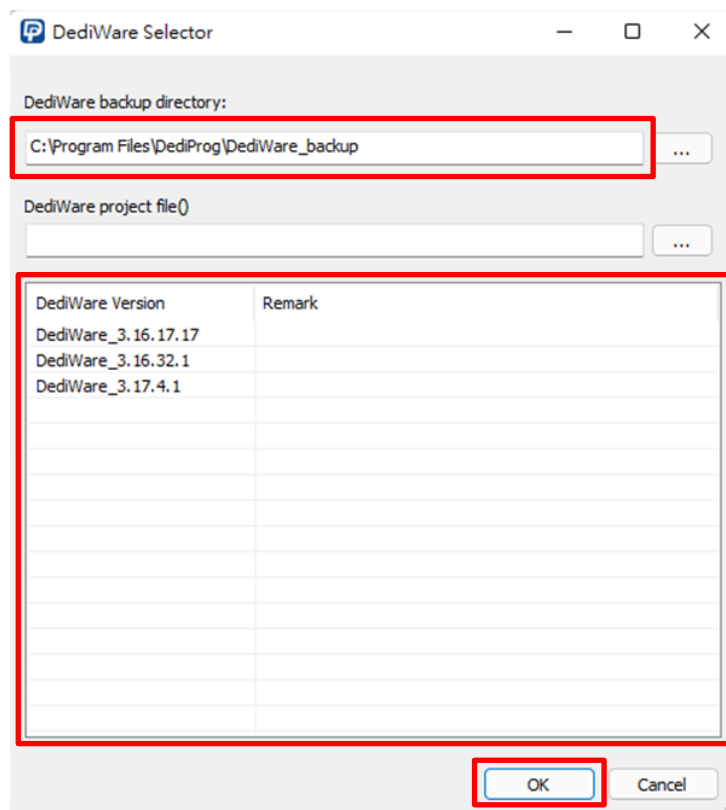 DediWare Selector
DediWare backup directory:
C:\Program Files\DediProg\DediWare_backup
...
DediWare project file()
...
DediWare Version Remark
DediWare_3.16.17.17
DediWare_3.16.32.1
DediWare_3.17.4.1
OK Cancel